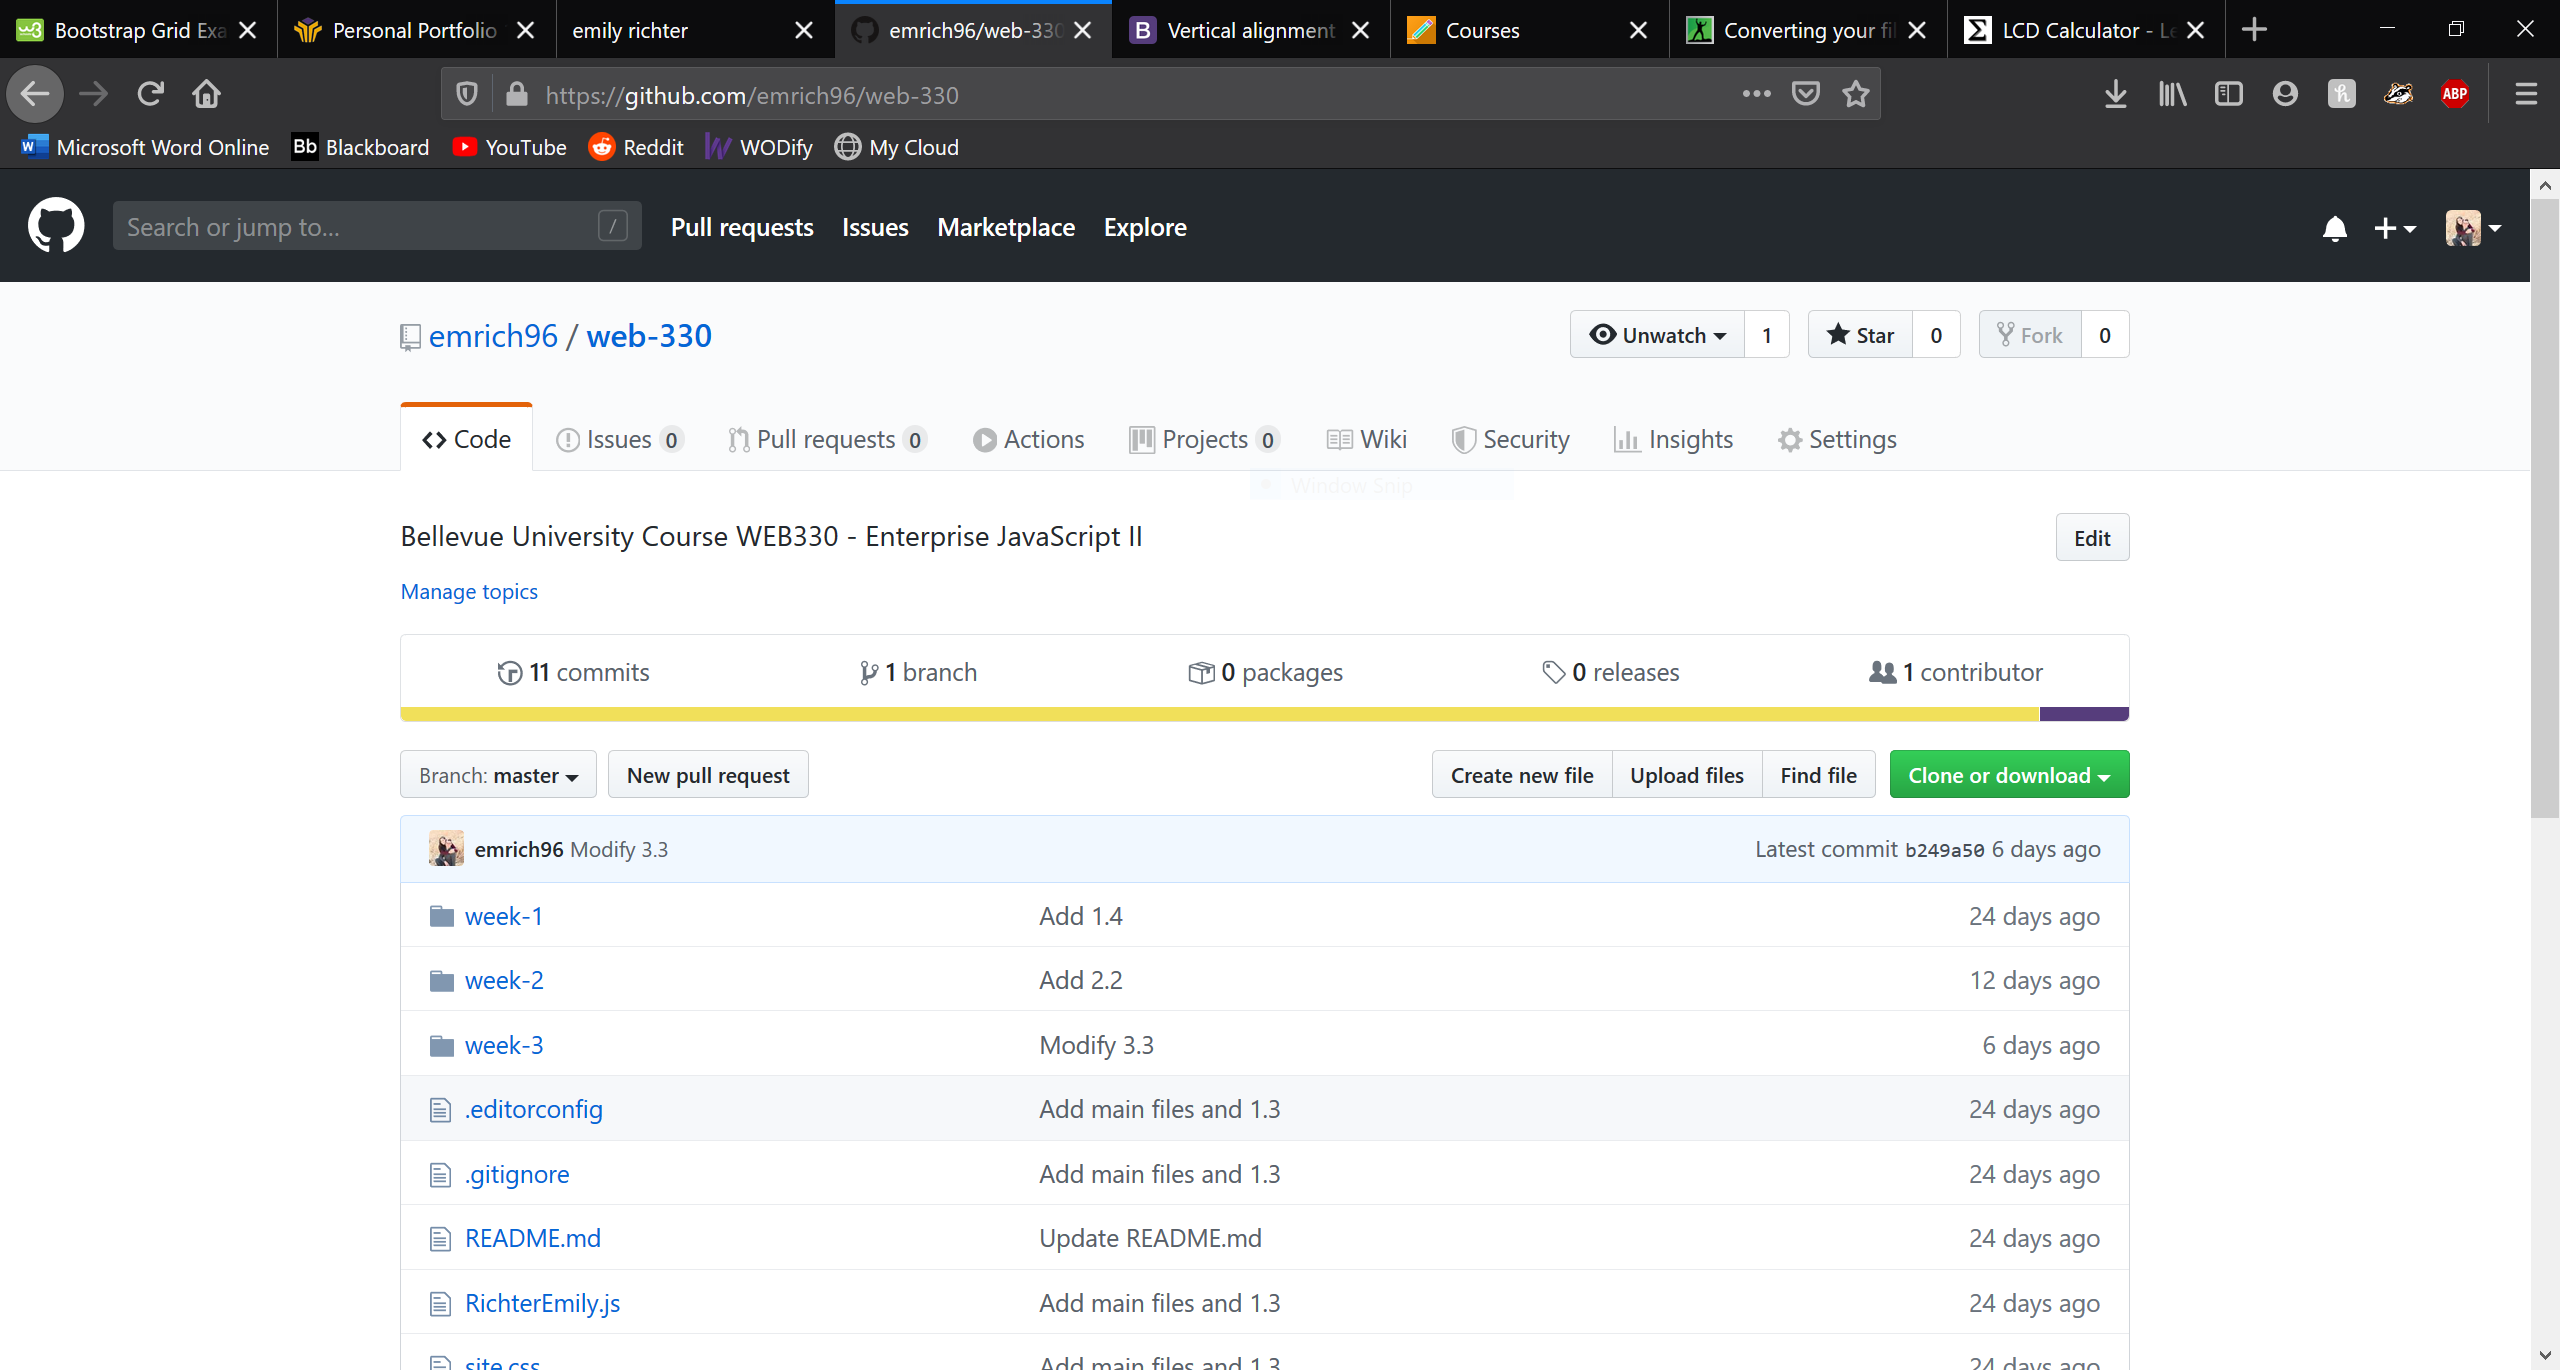 Bootstrap Grid Exa
Personal Portfolio
emily richter
emrich96/web-330
Vertical alignment
Courses
Converting your fil
LCD Calculator - Le
https://github.com/emrich96/web-330
ABP
Microsoft Word Online
Bb Blackboard
YouTube
Reddit
WODify
My Cloud
Search or jump to... /
Pull requests Issues Marketplace Explore
emrich96 / web-330
Unwatch 1 Star 0 Fork 0
Code Issues 0 Pull requests 0 Actions Projects 0 Wiki Security Insights Settings
Window Snip
Bellevue University Course WEB330 - Enterprise JavaScript II
Edit
Manage topics
11 commits 1 branch 0 packages 0 releases 1 contributor
Branch: master New pull request Create new file Upload files Find file Clone or download
emrich96 Modify 3.3 Latest commit b249a50 6 days ago
week-1 Add 1.4 24 days ago
week-2 Add 2.2 12 days ago
week-3 Modify 3.3 6 days ago
.editorconfig Add main files and 1.3 24 days ago
.gitignore Add main files and 1.3 24 days ago
README.md Update README.md 24 days ago
RichterEmily.js Add main files and 1.3 24 days ago
site.css Add main files and 1.3 24 days ago